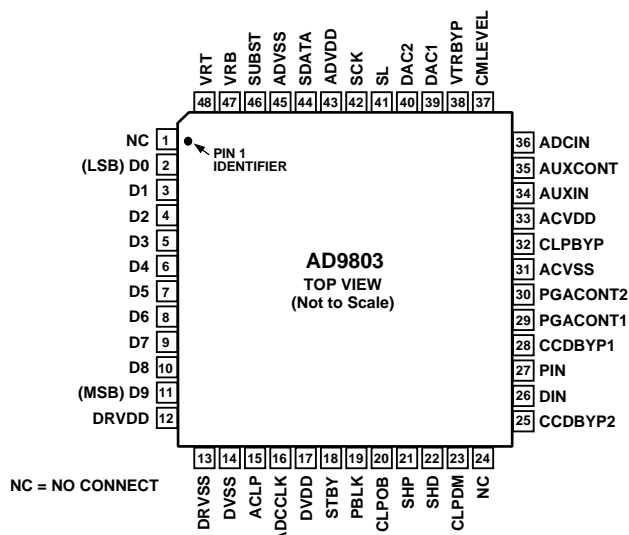 VRT
VRB
SUBST
ADVSS
SDATA
ADVDD
SCK
SL
DAC2
DAC1
VTRBYP
CMLEVEL
48 47 46 45 44 43 42 41 40 39 38 37
NC 1
(LSB) D0 2
D1 3
D2 4
D3 5
D4 6
D5 7
D6 8
D7 9
D8 10
(MSB) D9 11
DRVDD 12
PIN 1
IDENTIFIER
AD9803
TOP VIEW
(Not to Scale)
36 ADCIN
35 AUXCONT
34 AUXIN
33 ACVDD
32 CLPBYP
31 ACVSS
30 PGACONT2
29 PGACONT1
28 CCDBYP1
27 PIN
26 DIN
25 CCDBYP2
13 14 15 16 17 18 19 20 21 22 23 24
DRVSS
DVSS
ACLP
ADCCLK
DVDD
STBY
PBLK
CLPOB
SHP
SHD
CLPDM
NC
NC = NO CONNECT